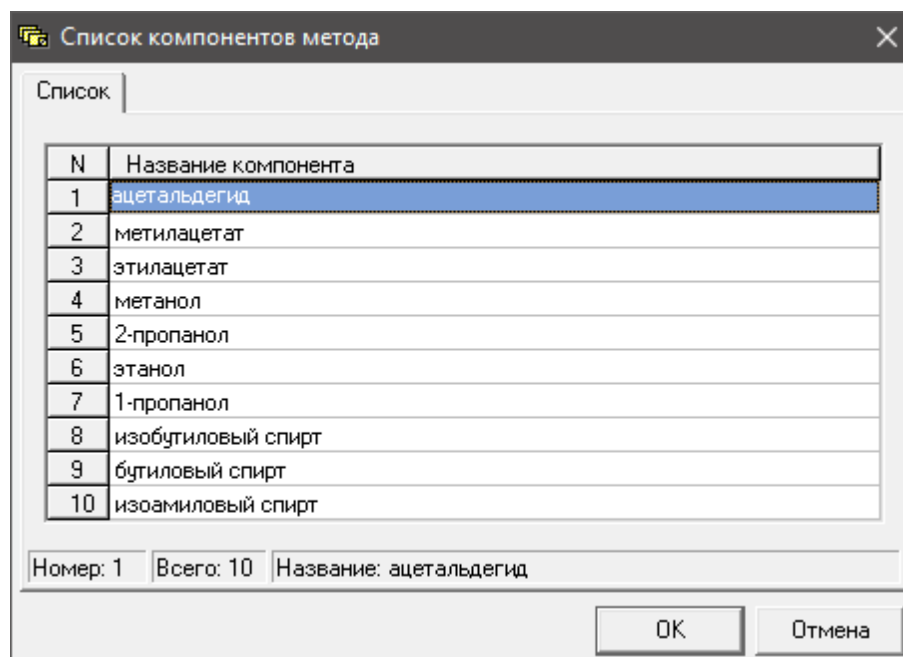 Список компонентов метода
Список
N Название компонента
1 ацетальдегид
2 метилацетат
3 этилацетат
4 метанол
5 2-пропанол
6 этанол
7 1-пропанол
8 изобутиловый спирт
9 бутиловый спирт
10 изоамиловый спирт
Номер: 1 Всего: 10 Название: ацетальдегид
OK Отмена